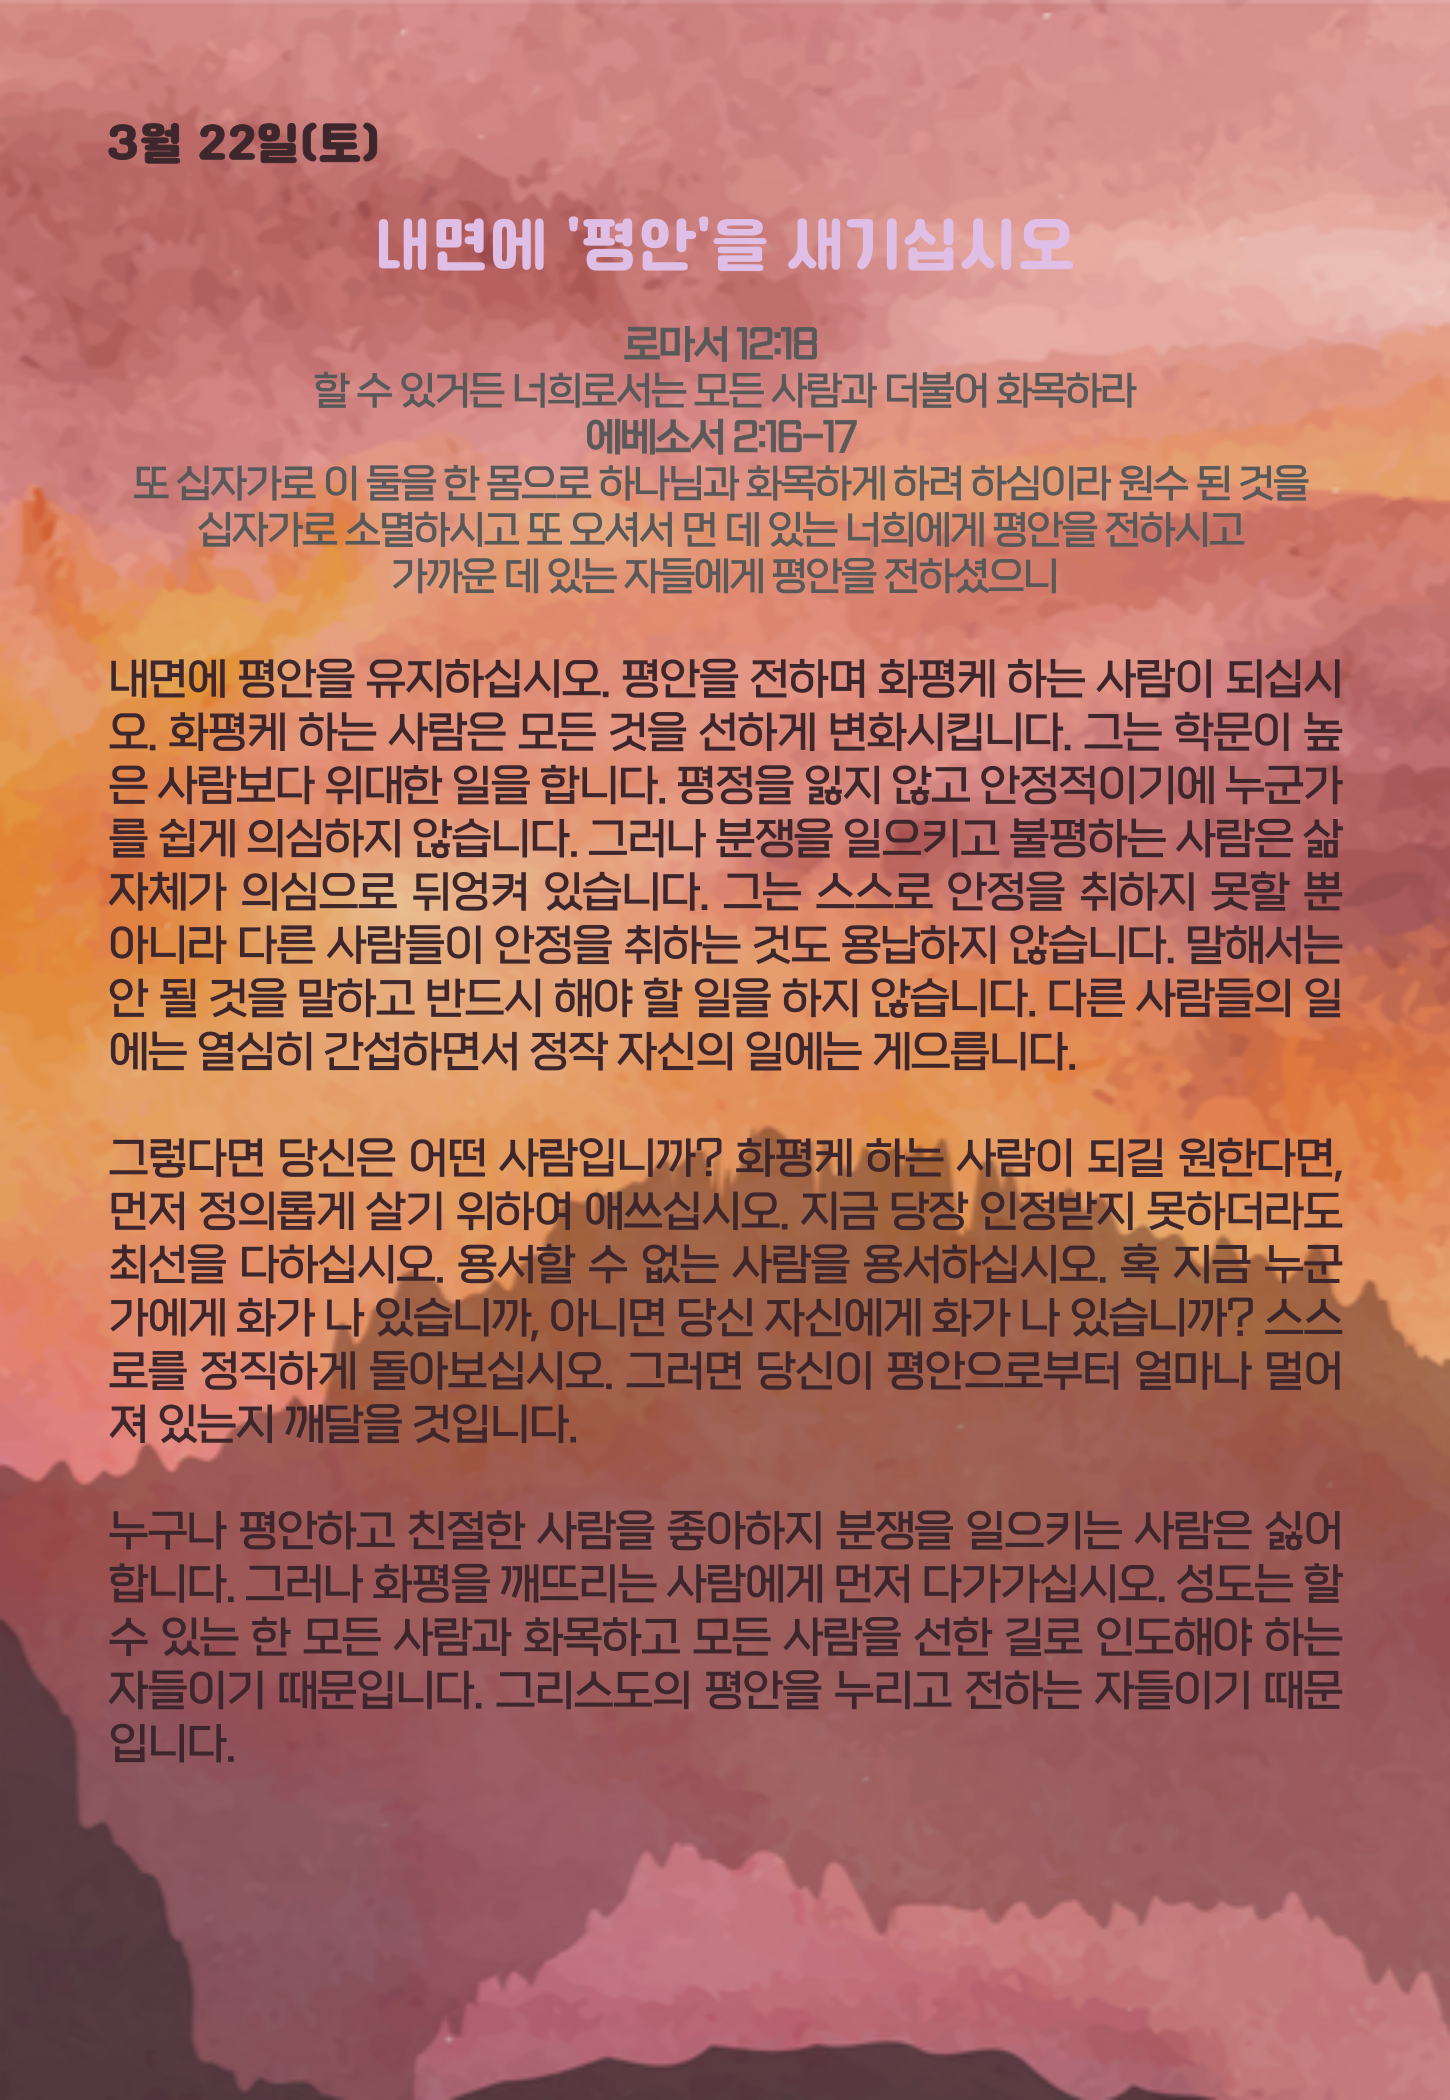 3월 22일(토)
내면에 '평안'을 새기십시오
로마서 12:18
할 수 있거든 너희로서는 모든 사람과 더불어 화목하라
에베소서 2:16-17
또 십자가로 이 둘을 한 몸으로 하나님과 화목하게 하려 하심이라 원수 된 것을
십자가로 소멸하시고 또 오셔서 먼 데 있는 너희에게 평안을 전하시고
가까운 데 있는 자들에게 평안을 전하셨으니
내면에 평안을 유지하십시오. 평안을 전하며 화평케 하는 사람이 되십시
오. 화평케 하는 사람은 모든 것을 선하게 변화시킵니다. 그는 학문이 높
은 사람보다 위대한 일을 합니다. 평정을 잃지 않고 안정적이기에 누군가
를 쉽게 의심하지 않습니다. 그러나 분쟁을 일으키고 불평하는 사람은 삶
자체가 의심으로 뒤엉켜 있습니다. 그는 스스로 안정을 취하지 못할 뿐
아니라 다른 사람들이 안정을 취하는 것도 용납하지 않습니다. 말해서는
안 될 것을 말하고 반드시 해야 할 일을 하지 않습니다. 다른 사람들의 일
에는 열심히 간섭하면서 정작 자신의 일에는 게으릅니다.
그렇다면 당신은 어떤 사람입니까? 화평케 하는 사람이 되길 원한다면,
먼저 정의롭게 살기 위하여 애쓰십시오. 지금 당장 인정받지 못하더라도
최선을 다하십시오. 용서할 수 없는 사람을 용서하십시오. 혹 지금 누군
가에게 화가 나 있습니까, 아니면 당신 자신에게 화가 나 있습니까? 스스
로를 정직하게 돌아보십시오. 그러면 당신이 평안으로부터 얼마나 멀어
져 있는지 깨달을 것입니다.
누구나 평안하고 친절한 사람을 좋아하지 분쟁을 일으키는 사람은 싫어
합니다. 그러나 화평을 깨뜨리는 사람에게 먼저 다가가십시오. 성도는 할
수 있는 한 모든 사람과 화목하고 모든 사람을 선한 길로 인도해야 하는
자들이기 때문입니다. 그리스도의 평안을 누리고 전하는 자들이기 때문
입니다.